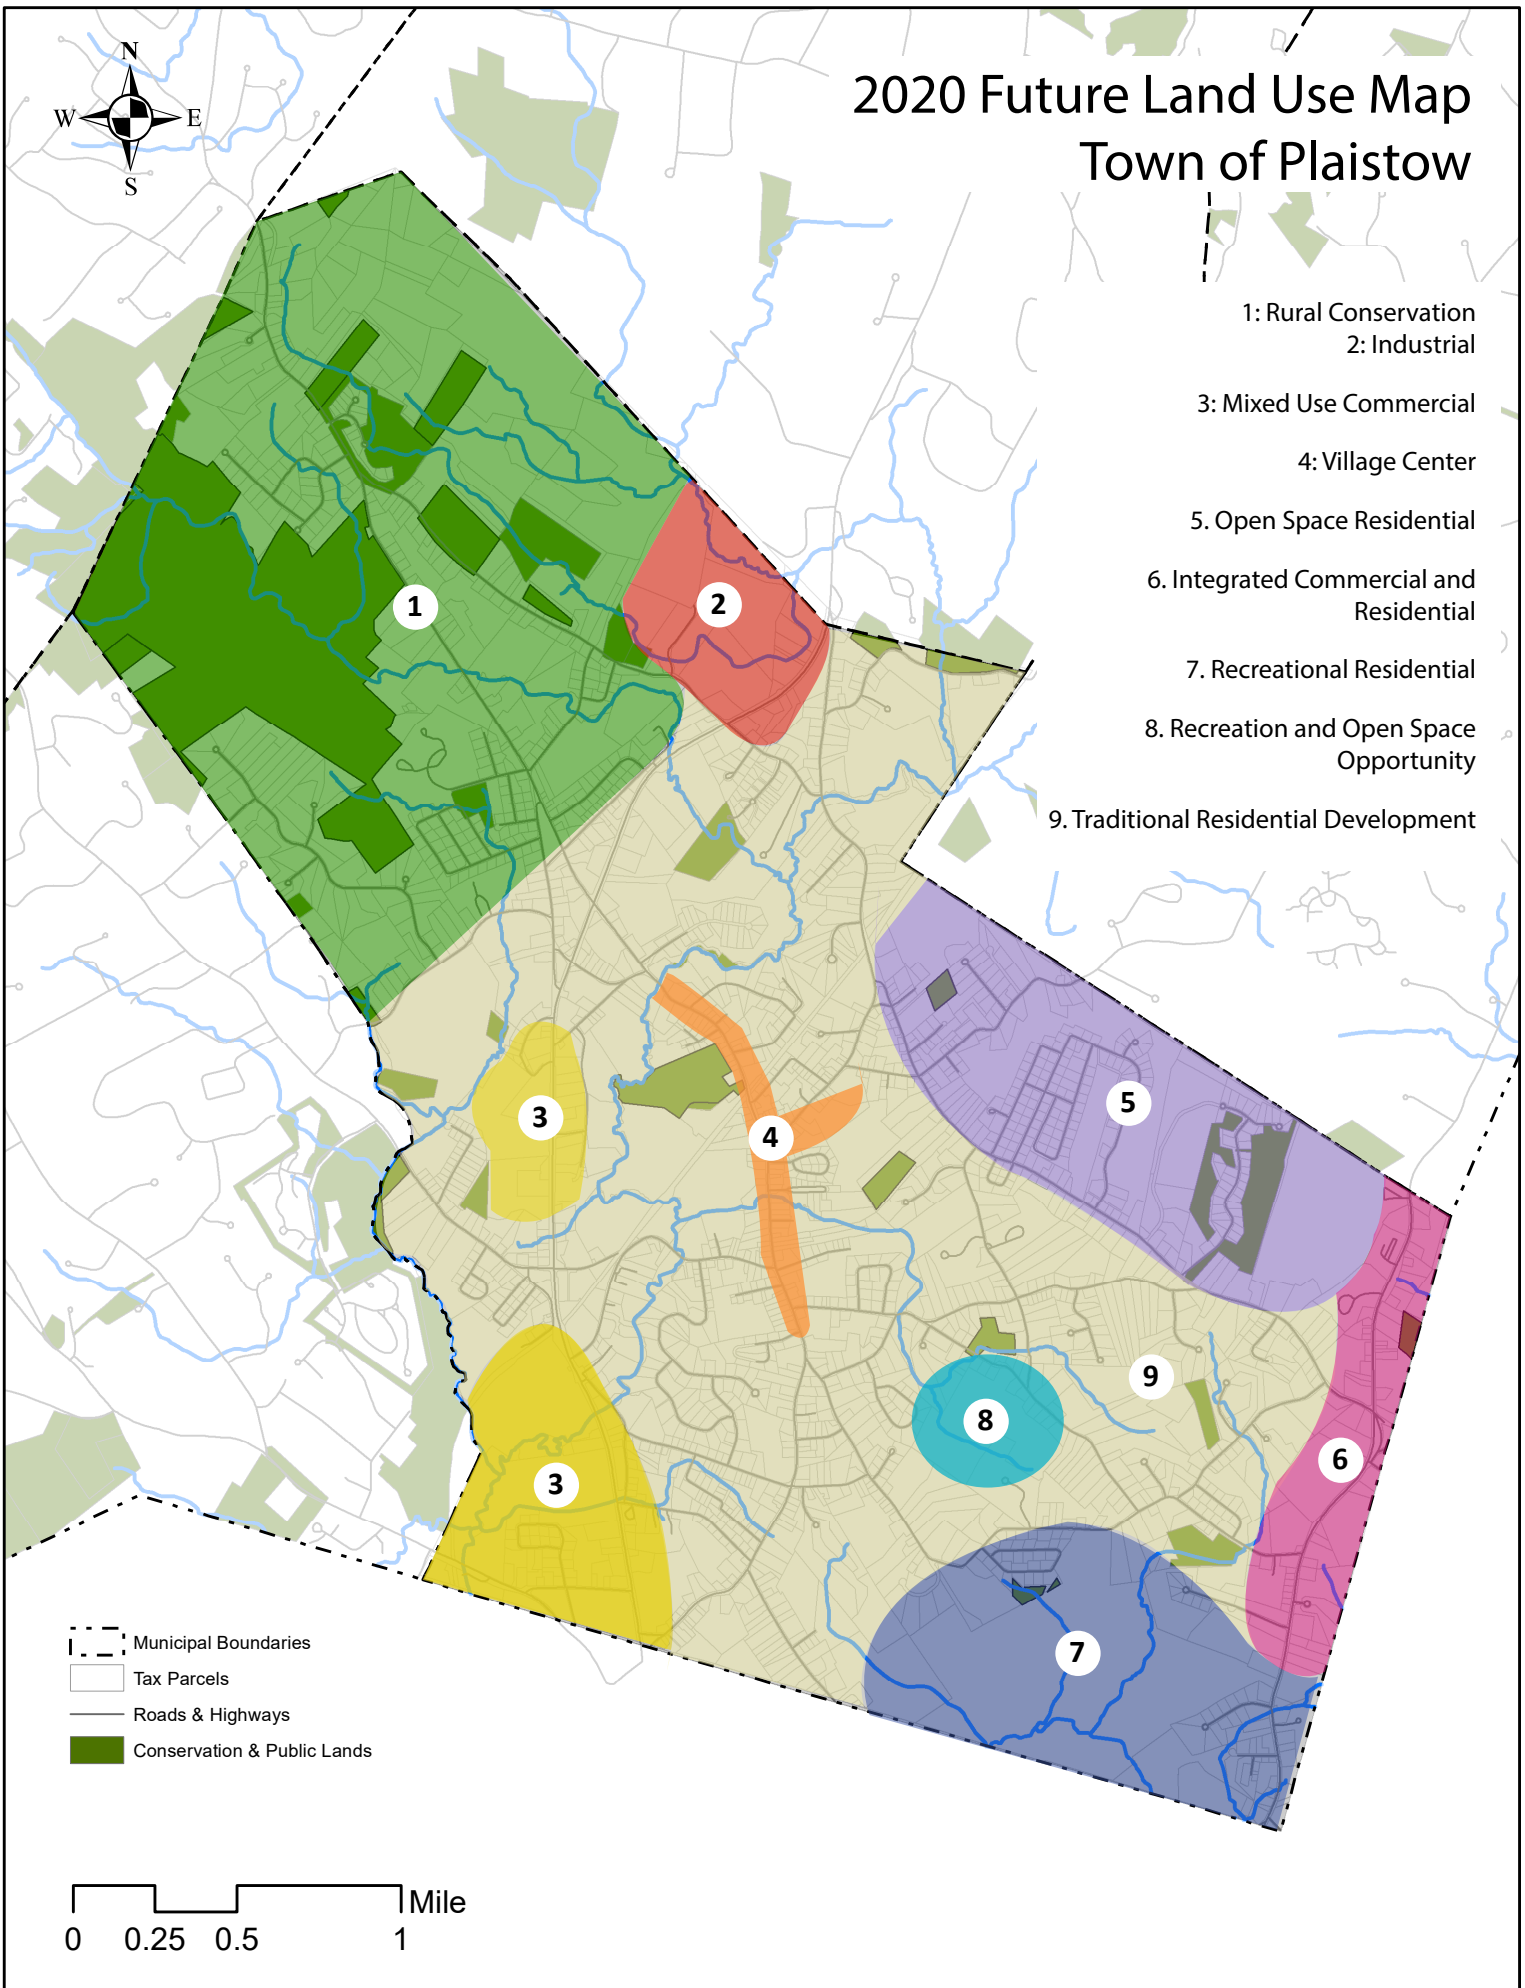 N
W E
S
2020 Future Land Use Map
Town of Plaistow
1: Rural Conservation
2: Industrial
3: Mixed Use Commercial
4: Village Center
5. Open Space Residential
6. Integrated Commercial and
Residential
7. Recreational Residential
8. Recreation and Open Space
Opportunity
9. Traditional Residential Development
1
2
3
4
5
9
8
6
3
7
Municipal Boundaries
Tax Parcels
Roads & Highways
Conservation & Public Lands
Mile
0 0.25 0.5 1